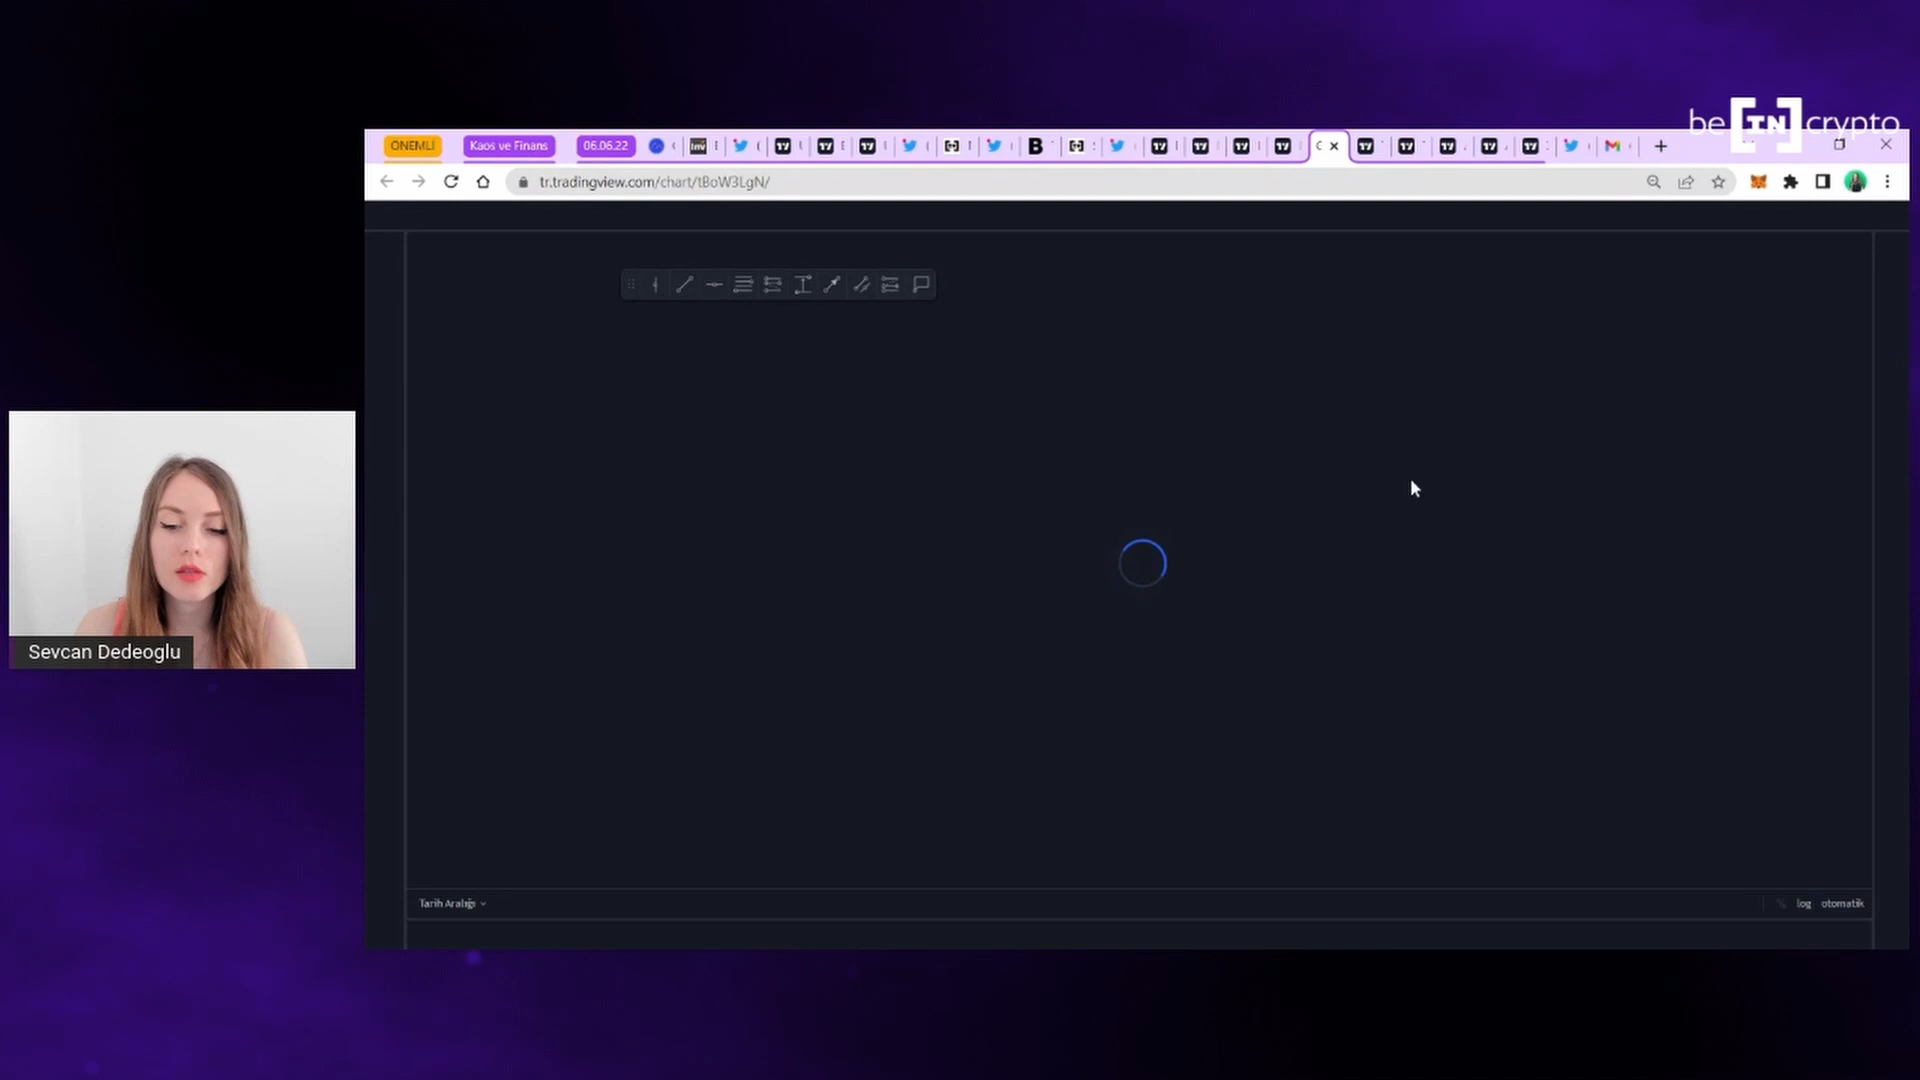 be[IN]crypto
ONEMLI
Kaos ve Finans
06.06.22
tr.tradingview.com/chart/tBoW3LgN/
Sevcan Dedeoglu
Tarih Aralığı
% log otomatik